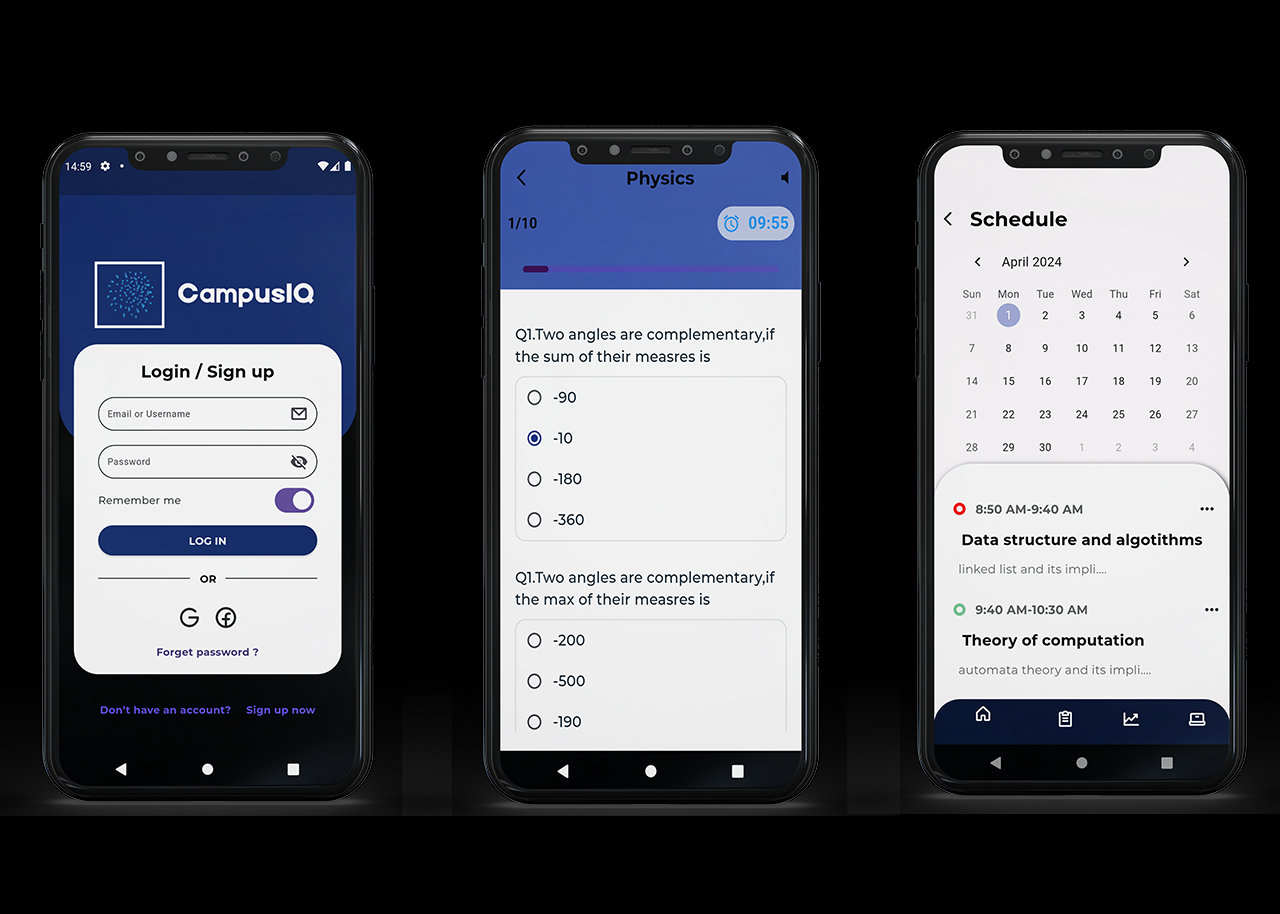 14:59
CampusIQ
Login / Sign up
Email or Username
Password
Remember me
LOG IN
OR
Forget password ?
Don't have an account? Sign up now
Physics
1/10
09:55
Q1.Two angles are complementary,if
the sum of their measres is
-90
-10
-180
-360
Q1.Two angles are complementary,if
the max of their measres is
-200
-500
-190
Schedule
April 2024
Sun Mon Tue Wed Thu Fri Sat
31 1 2 3 4 5 6
7 8 9 10 11 12 13
14 15 16 17 18 19 20
21 22 23 24 25 26 27
28 29 30 1 2 3 4
8:50 AM-9:40 AM
Data structure and algotithms
linked list and its impli....
9:40 AM-10:30 AM
Theory of computation
automata theory and its impli....